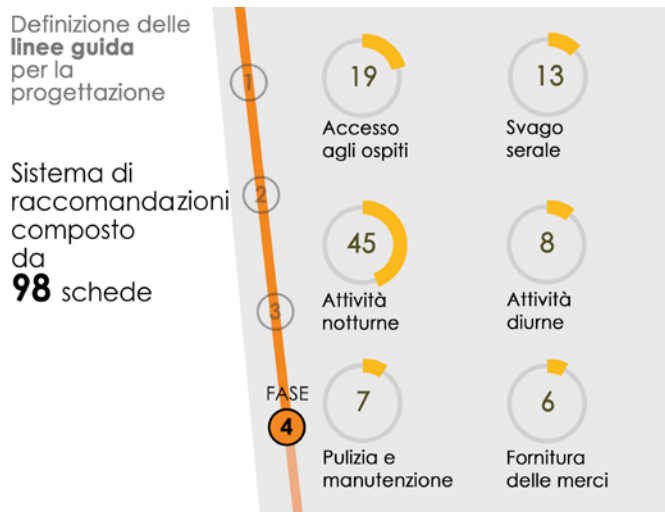 Definizione delle
linee guida
per la
progettazione
Sistema di
raccomandazioni
composto
da
98 schede
1
2
3
FASE
4
19
Accesso
agli ospiti
13
Svago
serale
45
Attività
notturne
8
Attività
diurne
7
Pulizia e
manutenzione
6
Fornitura
delle merci